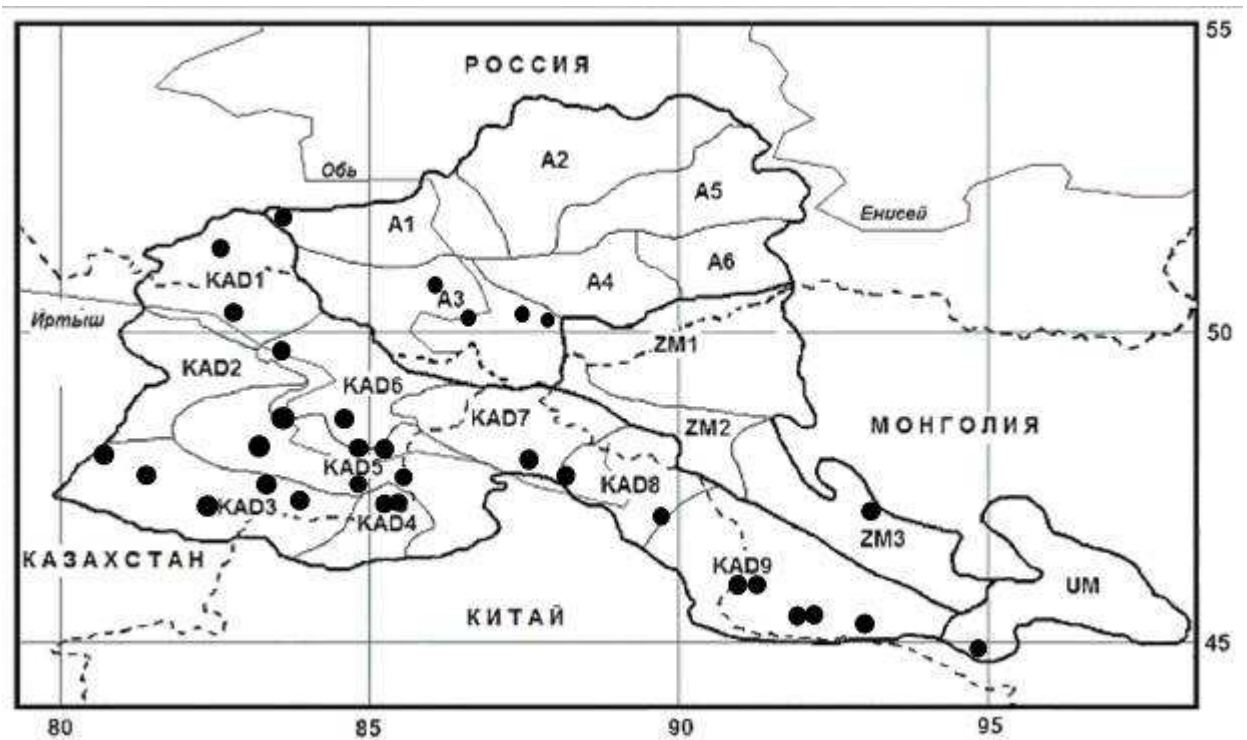 55
РОССИЯ
A2
Обь
A5
A1
Енисей
KAD1
A4
A6
A3
Иртыш
50
ZM1
KAD2
KAD6
KAD7
ZM2
МОНГОЛИЯ
KAD5
KAD8
KAD3
KAD4
ZM3
КАЗАХСТАН
KAD9
UM
КИТАЙ
45
80
85
90
95